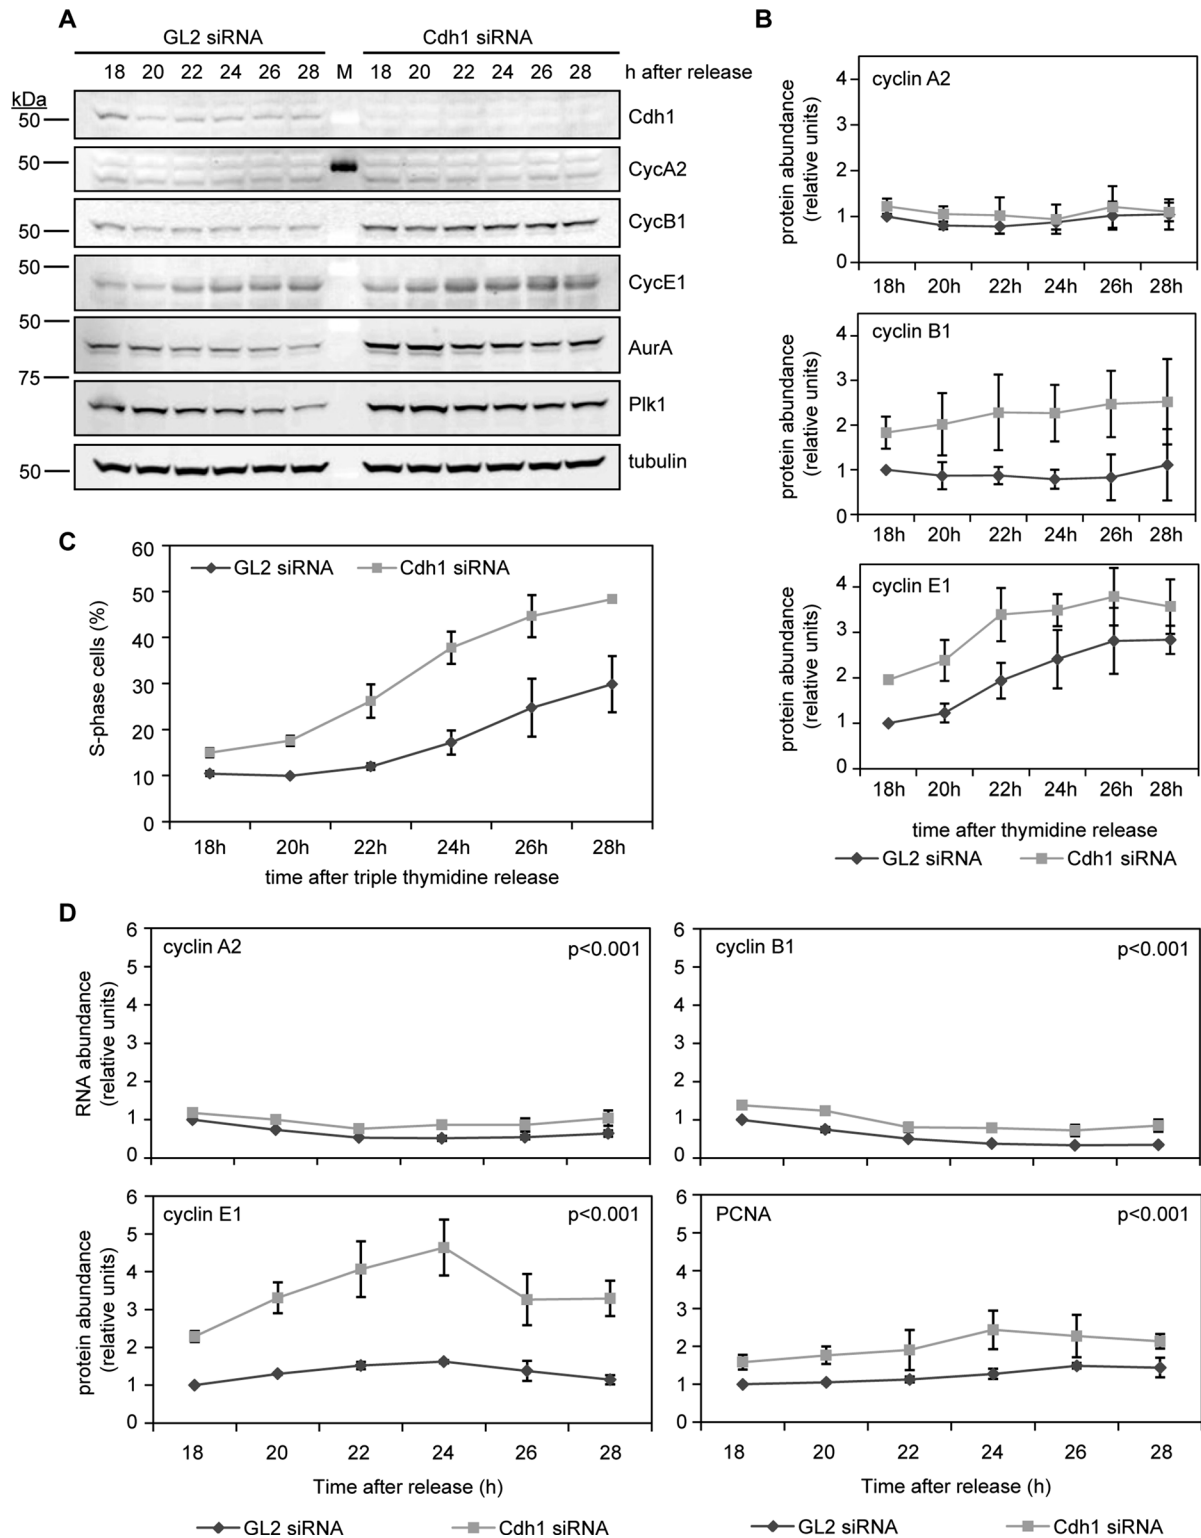 A
GL2 siRNA
Cdh1 siRNA
18 20 22 24 26 28 M 18 20 22 24 26 28 h after release
kDa
50
Cdh1
50
CycA2
50
CycB1
50
CycE1
50
AurA
75
Plk1
50
tubulin
B
cyclin A2
protein abundance
(relative units)
4
3
2
1
0
18h 20h 22h 24h 26h 28h
cyclin B1
protein abundance
(relative units)
4
3
2
1
0
18h 20h 22h 24h 26h 28h
cyclin E1
protein abundance
(relative units)
4
3
2
1
0
18h 20h 22h 24h 26h 28h
time after thymidine release
GL2 siRNA Cdh1 siRNA
C
GL2 siRNA Cdh1 siRNA
S-phase cells (%)
60
50
40
30
20
10
0
18h 20h 22h 24h 26h 28h
time after triple thymidine release
D
cyclin A2 p<0.001
RNA abundance
(relative units)
6
5
4
3
2
1
0
cyclin B1 p<0.001
6
5
4
3
2
1
0
cyclin E1 p<0.001
protein abundance
(relative units)
6
5
4
3
2
1
0
18 20 22 24 26 28
Time after release (h)
GL2 siRNA Cdh1 siRNA
PCNA p<0.001
6
5
4
3
2
1
0
18 20 22 24 26 28
Time after release (h)
GL2 siRNA Cdh1 siRNA